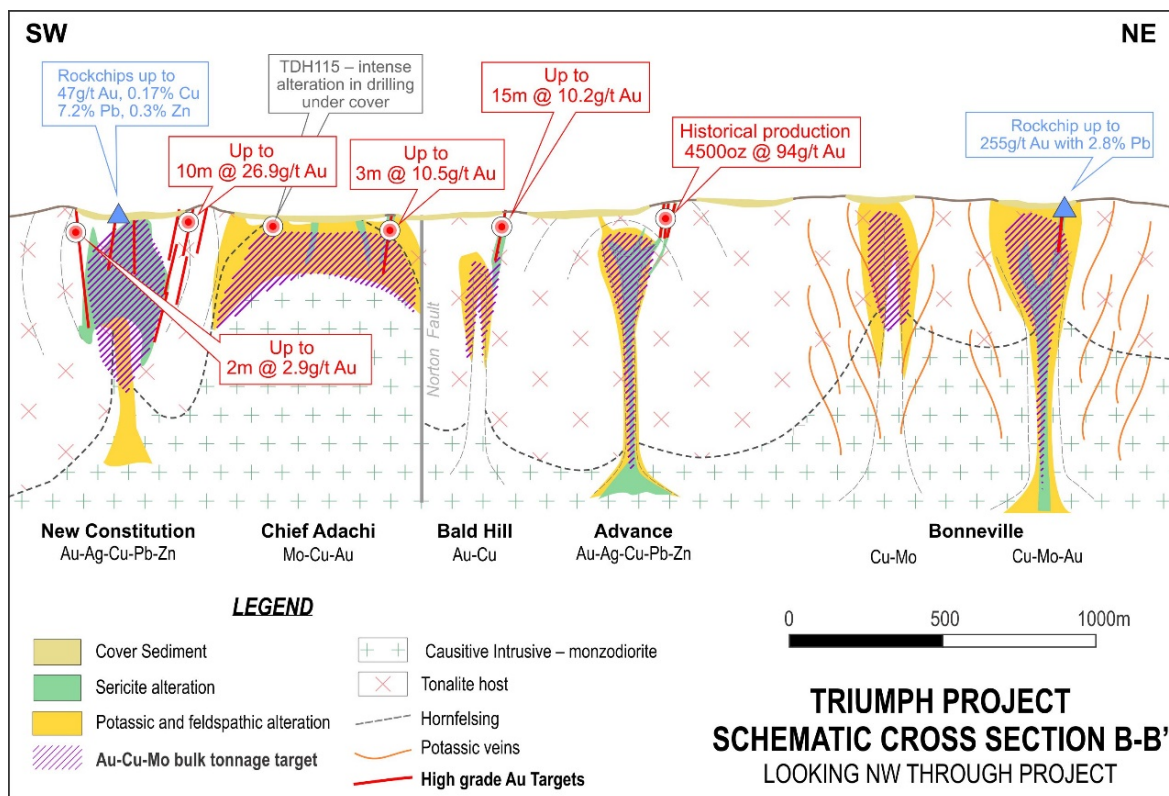 SW
NE
Rockchips up to
47g/t Au, 0.17% Cu
7.2% Pb, 0.3% Zn
TDH115 – intense
alteration in drilling
under cover
Up to
15m @ 10.2g/t Au
Up to
10m @ 26.9g/t Au
Up to
3m @ 10.5g/t Au
Historical production
4500oz @ 94g/t Au
Rockchip up to
255g/t Au with 2.8% Pb
Up to
2m @ 2.9g/t Au
Norton Fault
New Constitution
Au-Ag-Cu-Pb-Zn
Chief Adachi
Mo-Cu-Au
Bald Hill
Au-Cu
Advance
Au-Ag-Cu-Pb-Zn
Bonneville
Cu-Mo
Cu-Mo-Au
LEGEND
Cover Sediment
Sericite alteration
Potassic and feldspathic alteration
Au-Cu-Mo bulk tonnage target
Causitive Intrusive – monzodiorite
Tonalite host
Hornfelsing
Potassic veins
High grade Au Targets
0 500 1000m
TRIUMPH PROJECT
SCHEMATIC CROSS SECTION B-B'
LOOKING NW THROUGH PROJECT